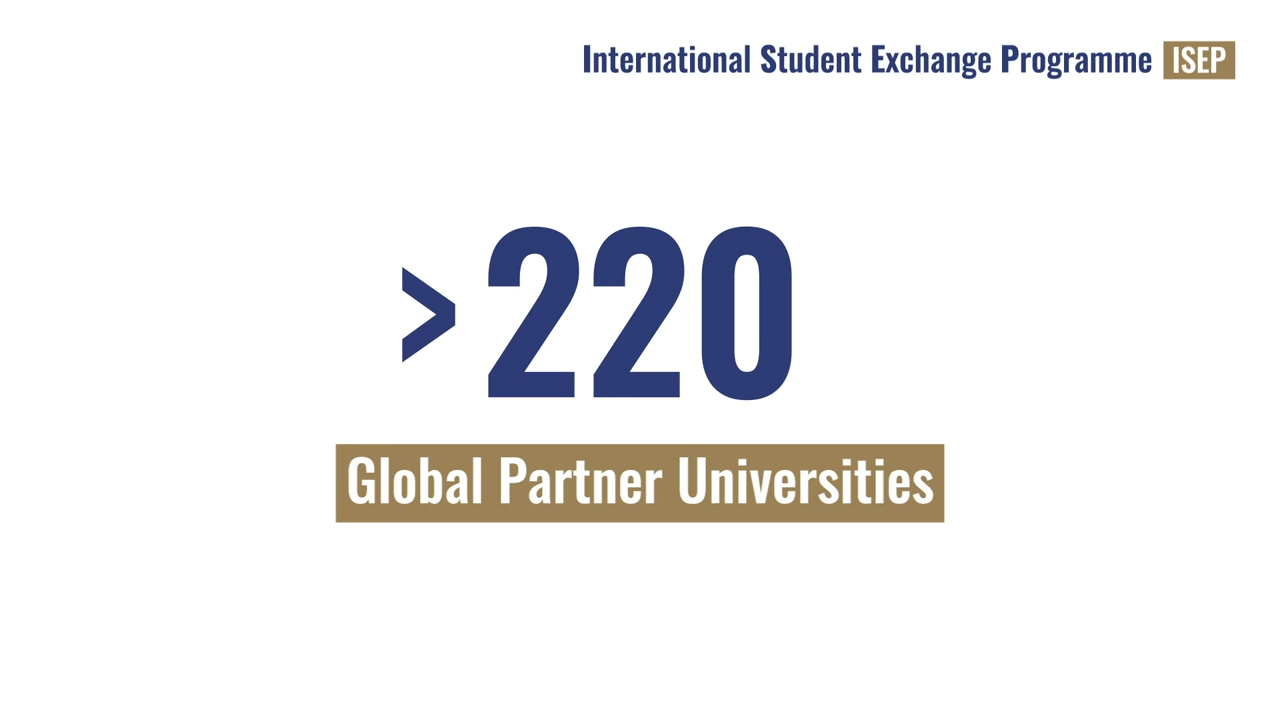 International Student Exchange Programme ISEP
>220
Global Partner Universities